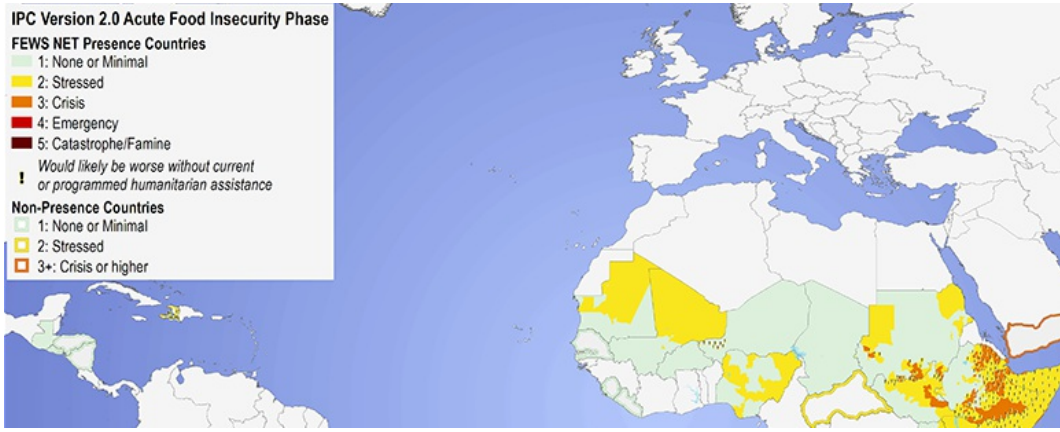 IPC Version 2.0 Acute Food Insecurity Phase
FEWS NET Presence Countries
1: None or Minimal
2: Stressed
3: Crisis
4: Emergency
5: Catastrophe/Famine
! Would likely be worse without current
or programmed humanitarian assistance
Non-Presence Countries
1: None or Minimal
2: Stressed
3+: Crisis or higher